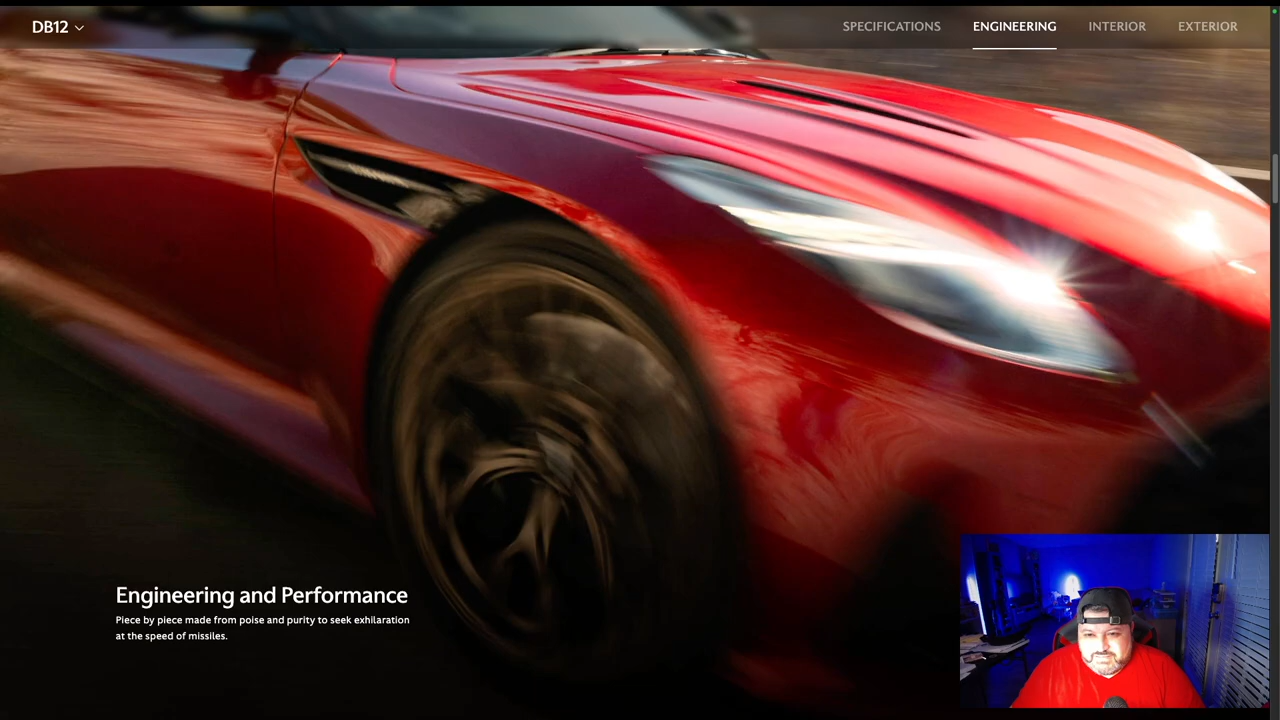 DB12
SPECIFICATIONS
ENGINEERING
INTERIOR
EXTERIOR
Engineering and Performance
Piece by piece made from poise and purity to seek exhilaration
at the speed of missiles.